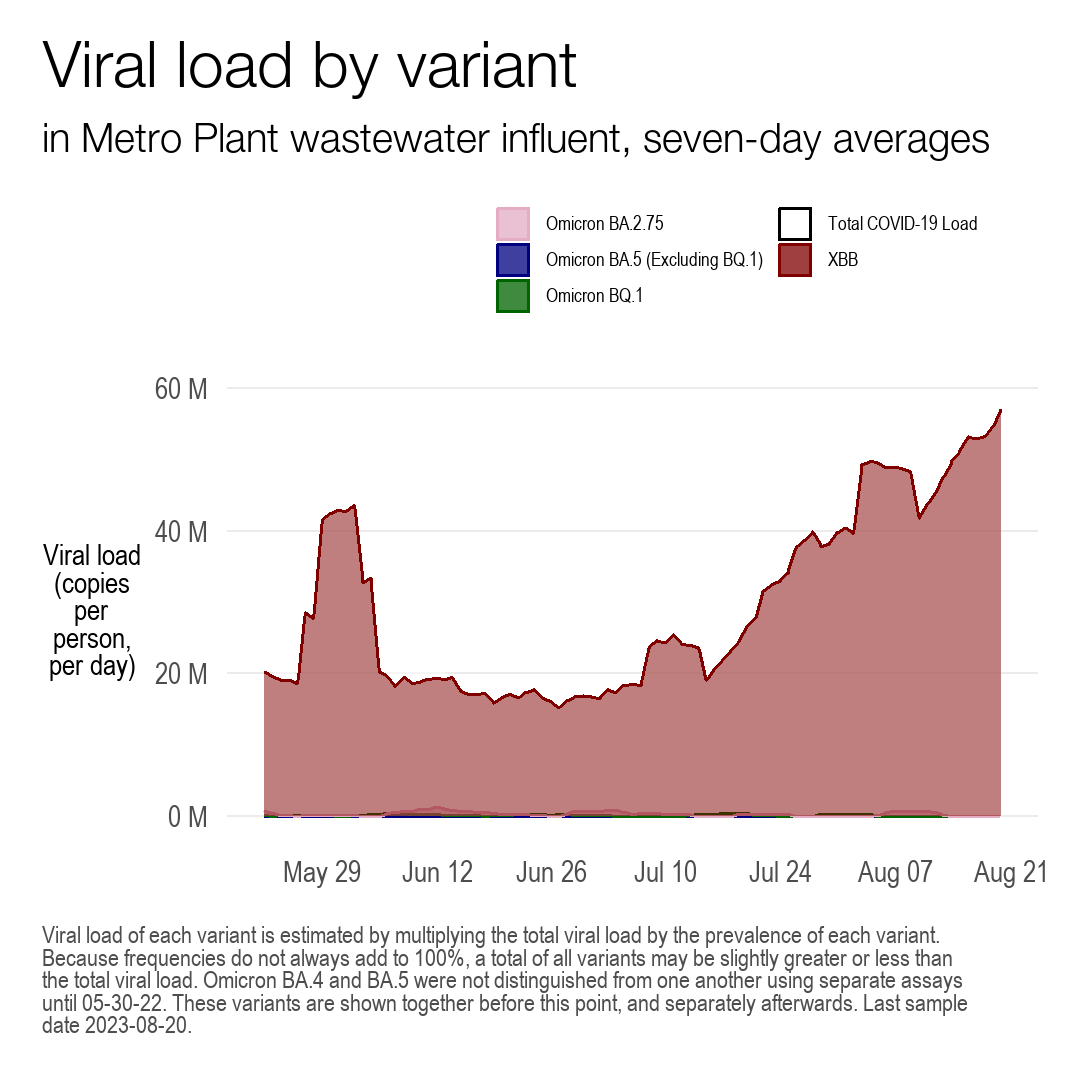 Viral load by variant
in Metro Plant wastewater influent, seven-day averages
Omicron BA.2.75
Total COVID-19 Load
Omicron BA.5 (Excluding BQ.1)
XBB
Omicron BQ.1
60 M
40 M
20 M
0 M
Viral load
(copies
per
person,
per day)
May 29
Jun 12
Jun 26
Jul 10
Jul 24
Aug 07
Aug 21
Viral load of each variant is estimated by multiplying the total viral load by the prevalence of each variant.
Because frequencies do not always add to 100%, a total of all variants may be slightly greater or less than
the total viral load. Omicron BA.4 and BA.5 were not distinguished from one another using separate assays
until 05-30-22. These variants are shown together before this point, and separately afterwards. Last sample
date 2023-08-20.